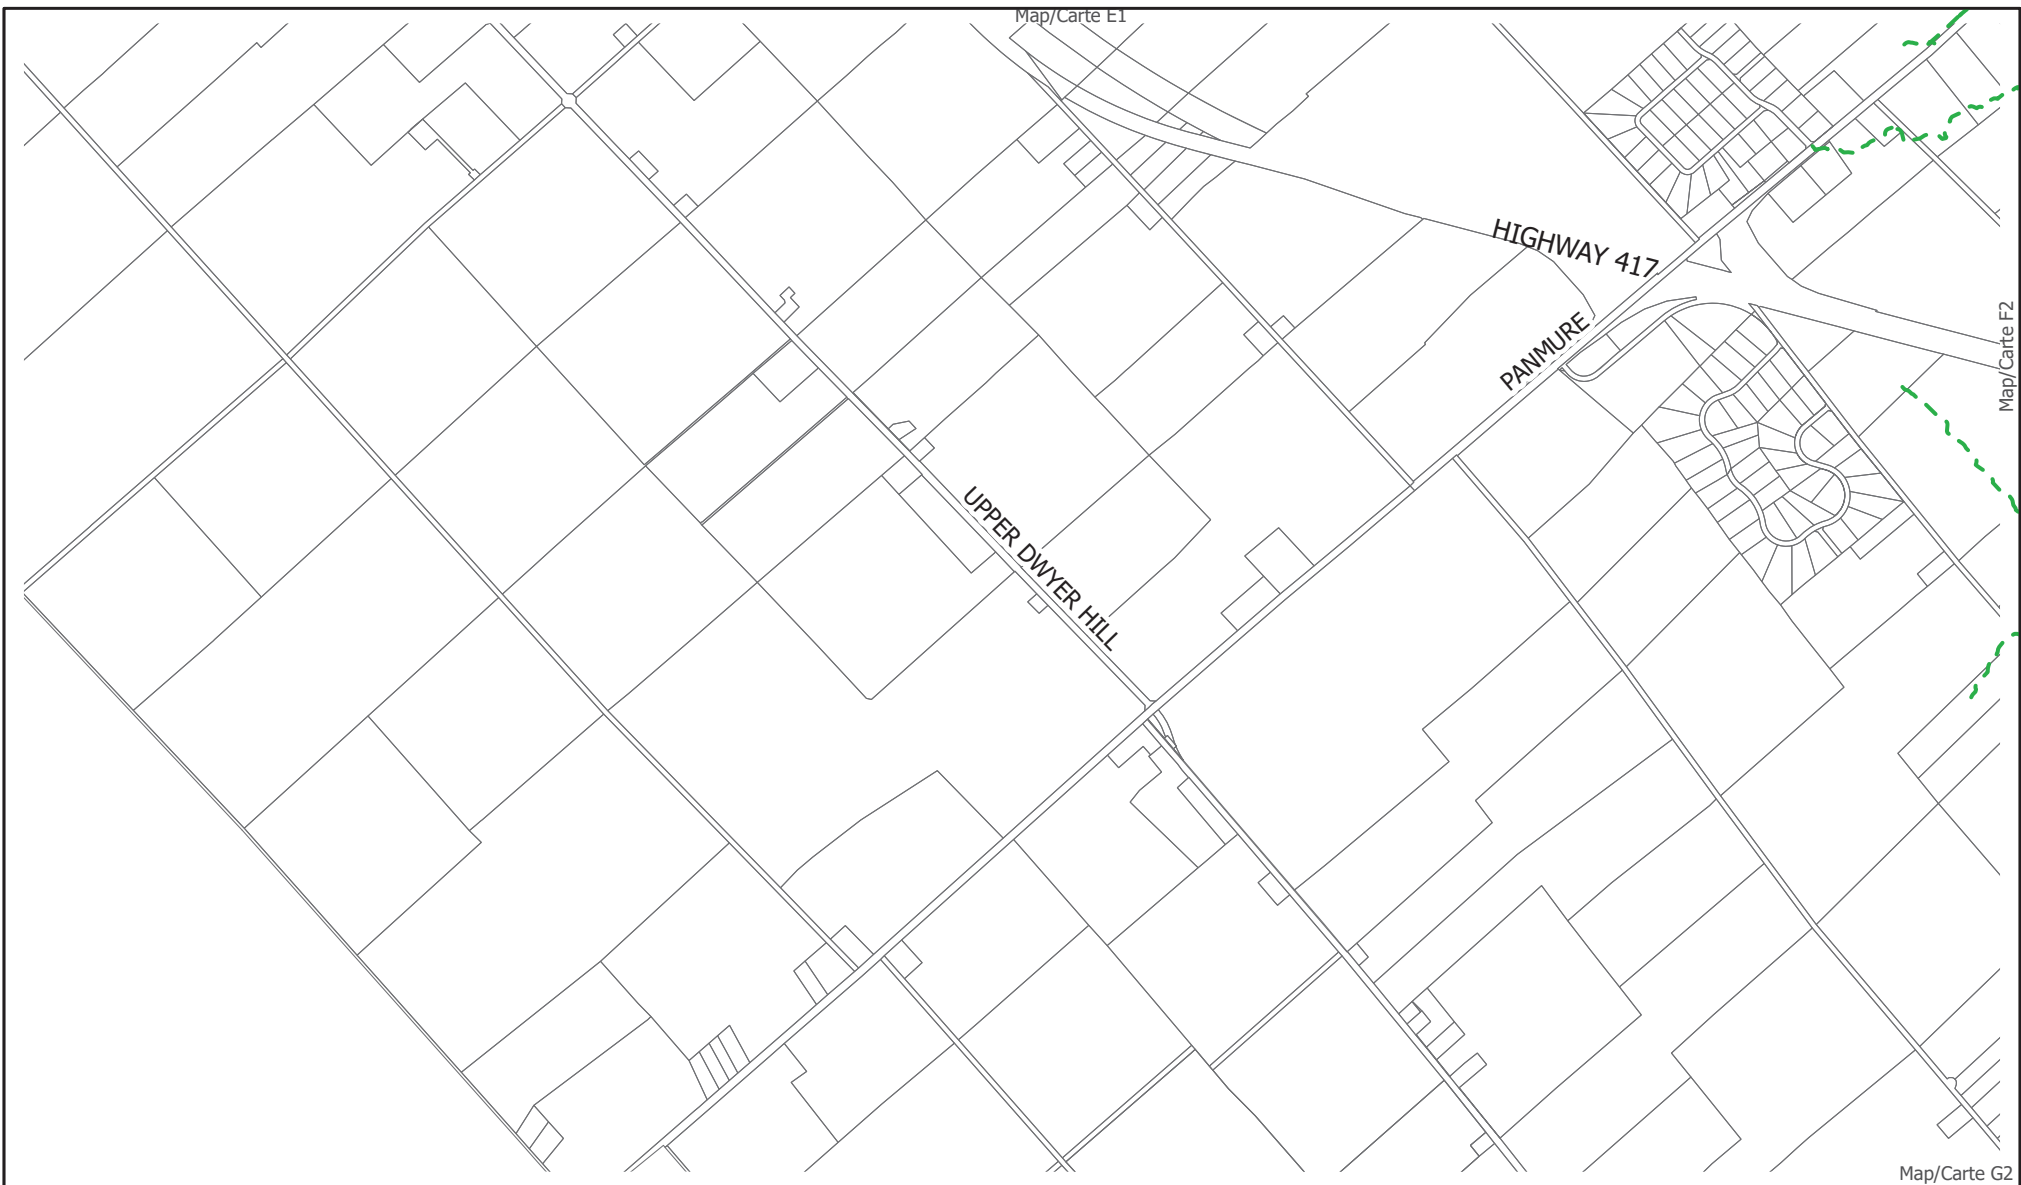 Map/Carte E1
HIGHWAY 417
PANMURE
Map/Carte F2
UPPER DWYER HILL
Map/Carte G2